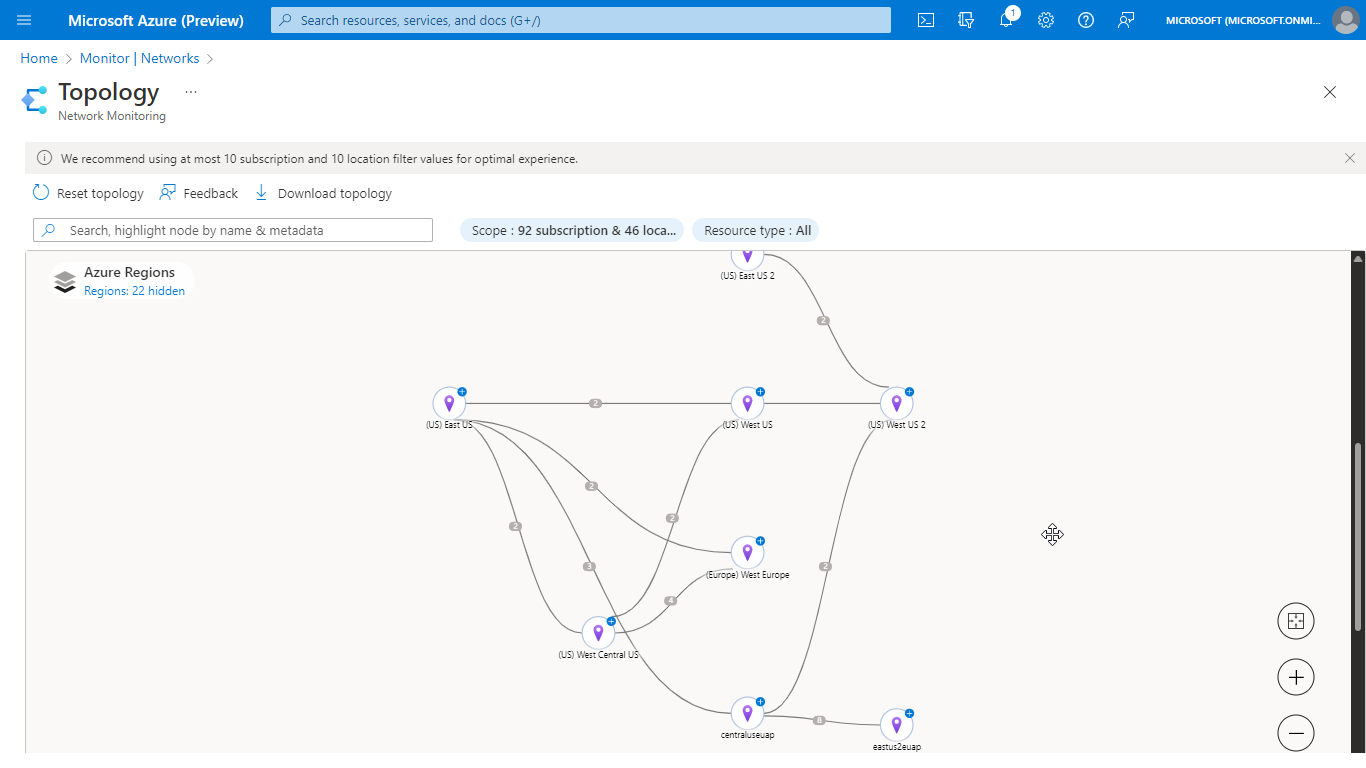 Microsoft Azure (Preview)
Search resources, services, and docs (G+/)
1
MICROSOFT (MICROSOFT.ONMI...
Home > Monitor | Networks >
Topology ...
Network Monitoring
We recommend using at most 10 subscription and 10 location filter values for optimal experience.
Reset topology
Feedback
Download topology
Search, highlight node by name & metadata
Scope : 92 subscription & 46 loca...
Resource type : All
Azure Regions
Regions: 22 hidden
(US) East US 2
2
2
(US) East US
(US) West US
(US) West US 2
2
2
2
3
2
(Europe) West Europe
4
(US) West Central US
8
centraluseuap
eastus2euap